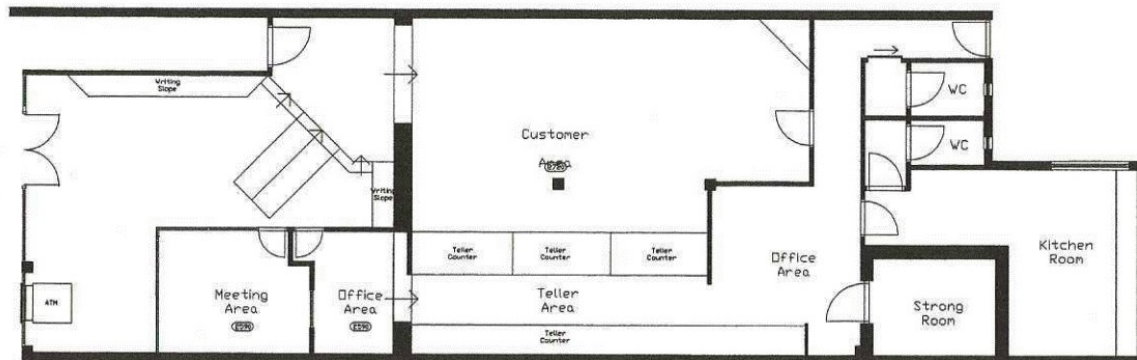 Writing
Slope
WC
Customer
Area
WC
Writing
Slope
Teller
Counter
Teller
Counter
Teller
Counter
Kitchen
Room
Office
Area
Meeting
Area
Office
Area
Teller
Area
ATM
Strong
Room
Teller
Counter